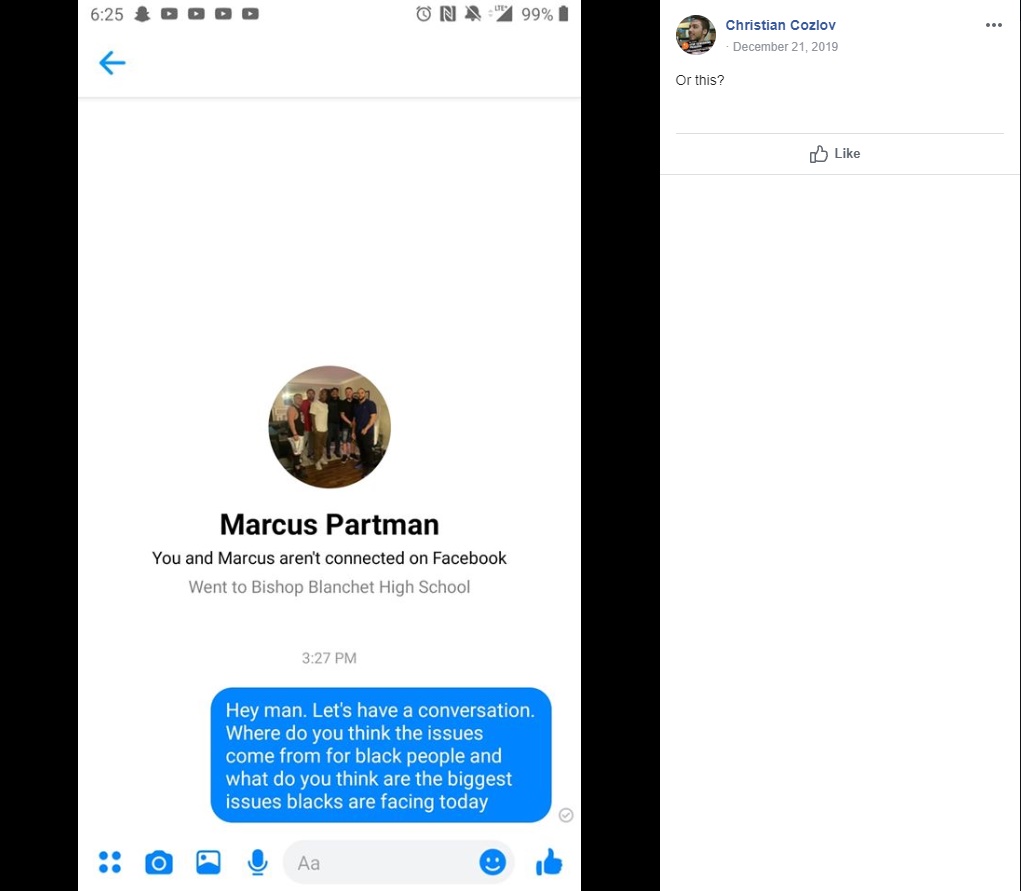 6:25
LTE
99%
Marcus Partman
You and Marcus aren't connected on Facebook
Went to Bishop Blanchet High School
3:27 PM
Hey man. Let's have a conversation.
Where do you think the issues
come from for black people and
what do you think are the biggest
issues blacks are facing today
Aa
Christian Cozlov
· December 21, 2019
Or this?
Like